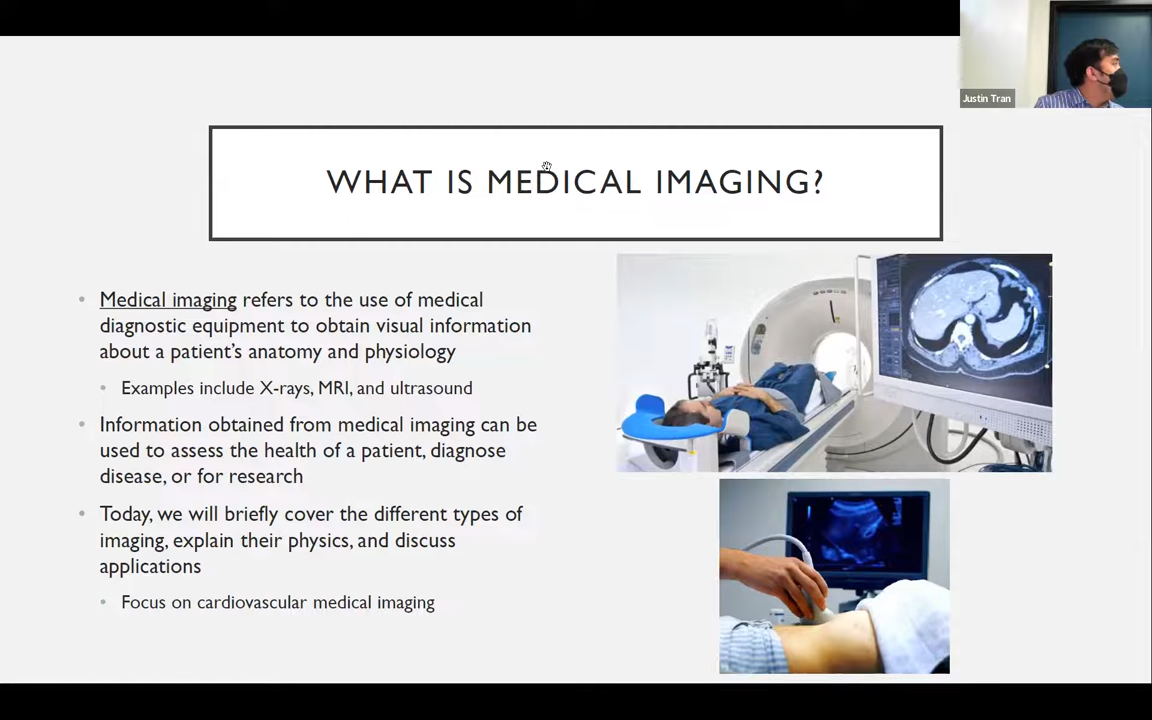 Justin Tran
WHAT IS MEDICAL IMAGING?
• Medical imaging refers to the use of medical
diagnostic equipment to obtain visual information
about a patient's anatomy and physiology
• Examples include X-rays, MRI, and ultrasound
• Information obtained from medical imaging can be
used to assess the health of a patient, diagnose
disease, or for research
• Today, we will briefly cover the different types of
imaging, explain their physics, and discuss
applications
• Focus on cardiovascular medical imaging